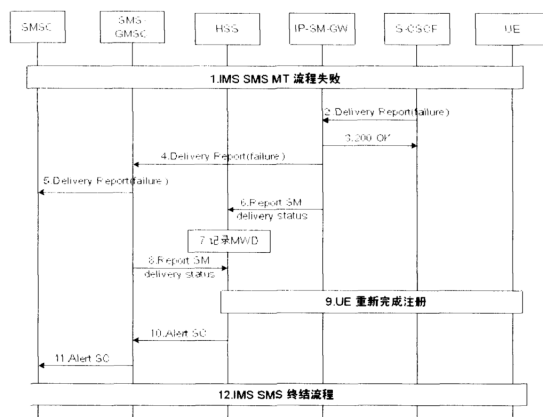 SMSC
SMS-
GMSC
HSS
IP-SM-GW
S-CSCF
UE
1.IMS SMS MT 流程失败
2.Delivery Report(failure)
3.200 OK
4.Delivery Report(failure)
5.Delivery Report(failure)
6.Report SM
delivery status
7.记录MWD
8.Report SM
delivery status
9.UE 重新完成注册
10.Alert SC
11.Alert SC
12.IMS SMS 终结流程